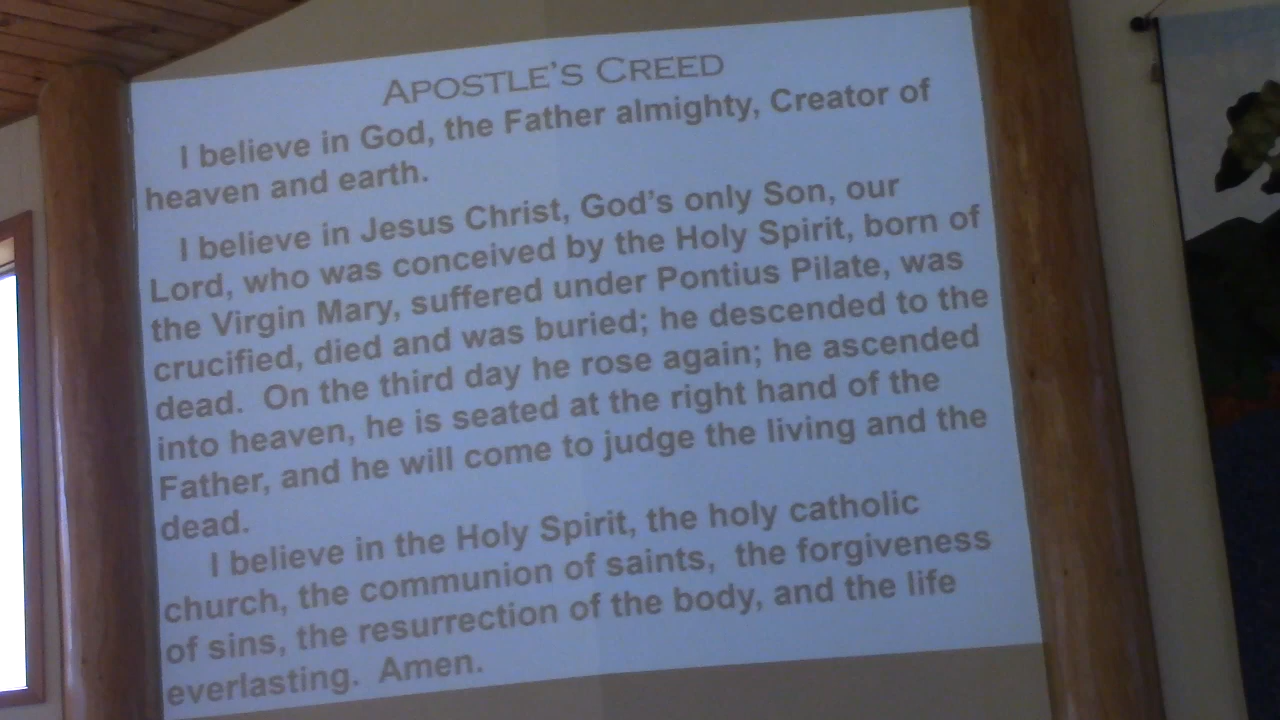 APOSTLE'S CREED
I believe in God, the Father almighty, Creator of
heaven and earth.
I believe in Jesus Christ, God's only Son, our
Lord, who was conceived by the Holy Spirit, born of
the Virgin Mary, suffered under Pontius Pilate, was
crucified, died and was buried; he descended to the
dead.  On the third day he rose again; he ascended
into heaven, he is seated at the right hand of the
Father, and he will come to judge the living and the
dead.
I believe in the Holy Spirit, the holy catholic
church, the communion of saints,  the forgiveness
of sins, the resurrection of the body, and the life
everlasting.  Amen.